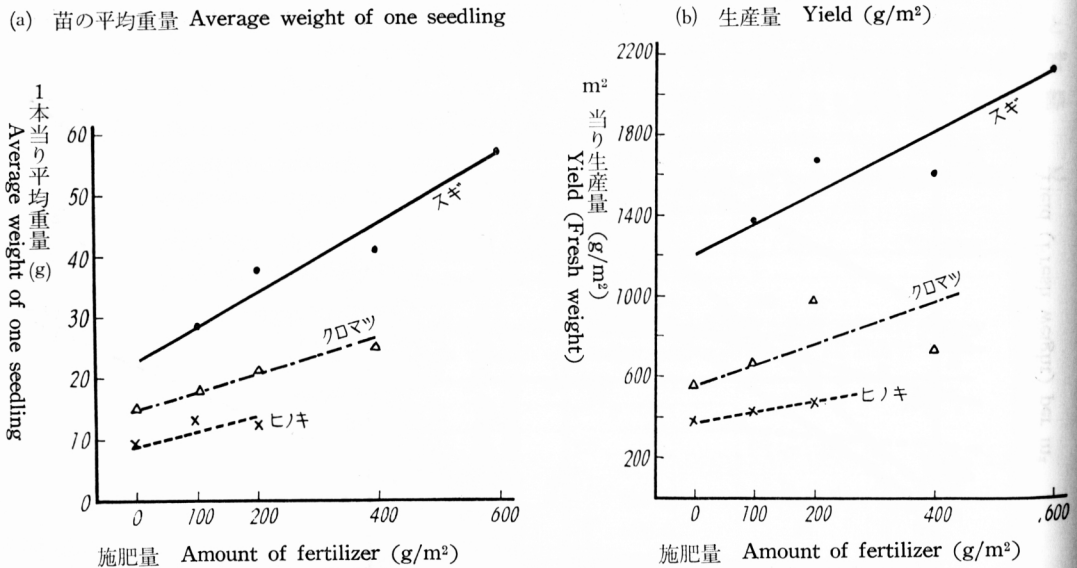 (a) 苗の平均重量 Average weight of one seedling
1本当り平均重量 (g)
Average weight of one seedling
60
50
40
30
20
10
0
スギ
クロマツ
ヒノキ
0 100 200 400 600
施肥量 Amount of fertilizer (g/m²)
(b) 生産量 Yield (g/m²)
m² 当り生産量 (g/m²)
Yield (Fresh weight)
2200
1800
1400
1000
600
200
スギ
クロマツ
ヒノキ
0 100 200 400 600
施肥量 Amount of fertilizer (g/m²)